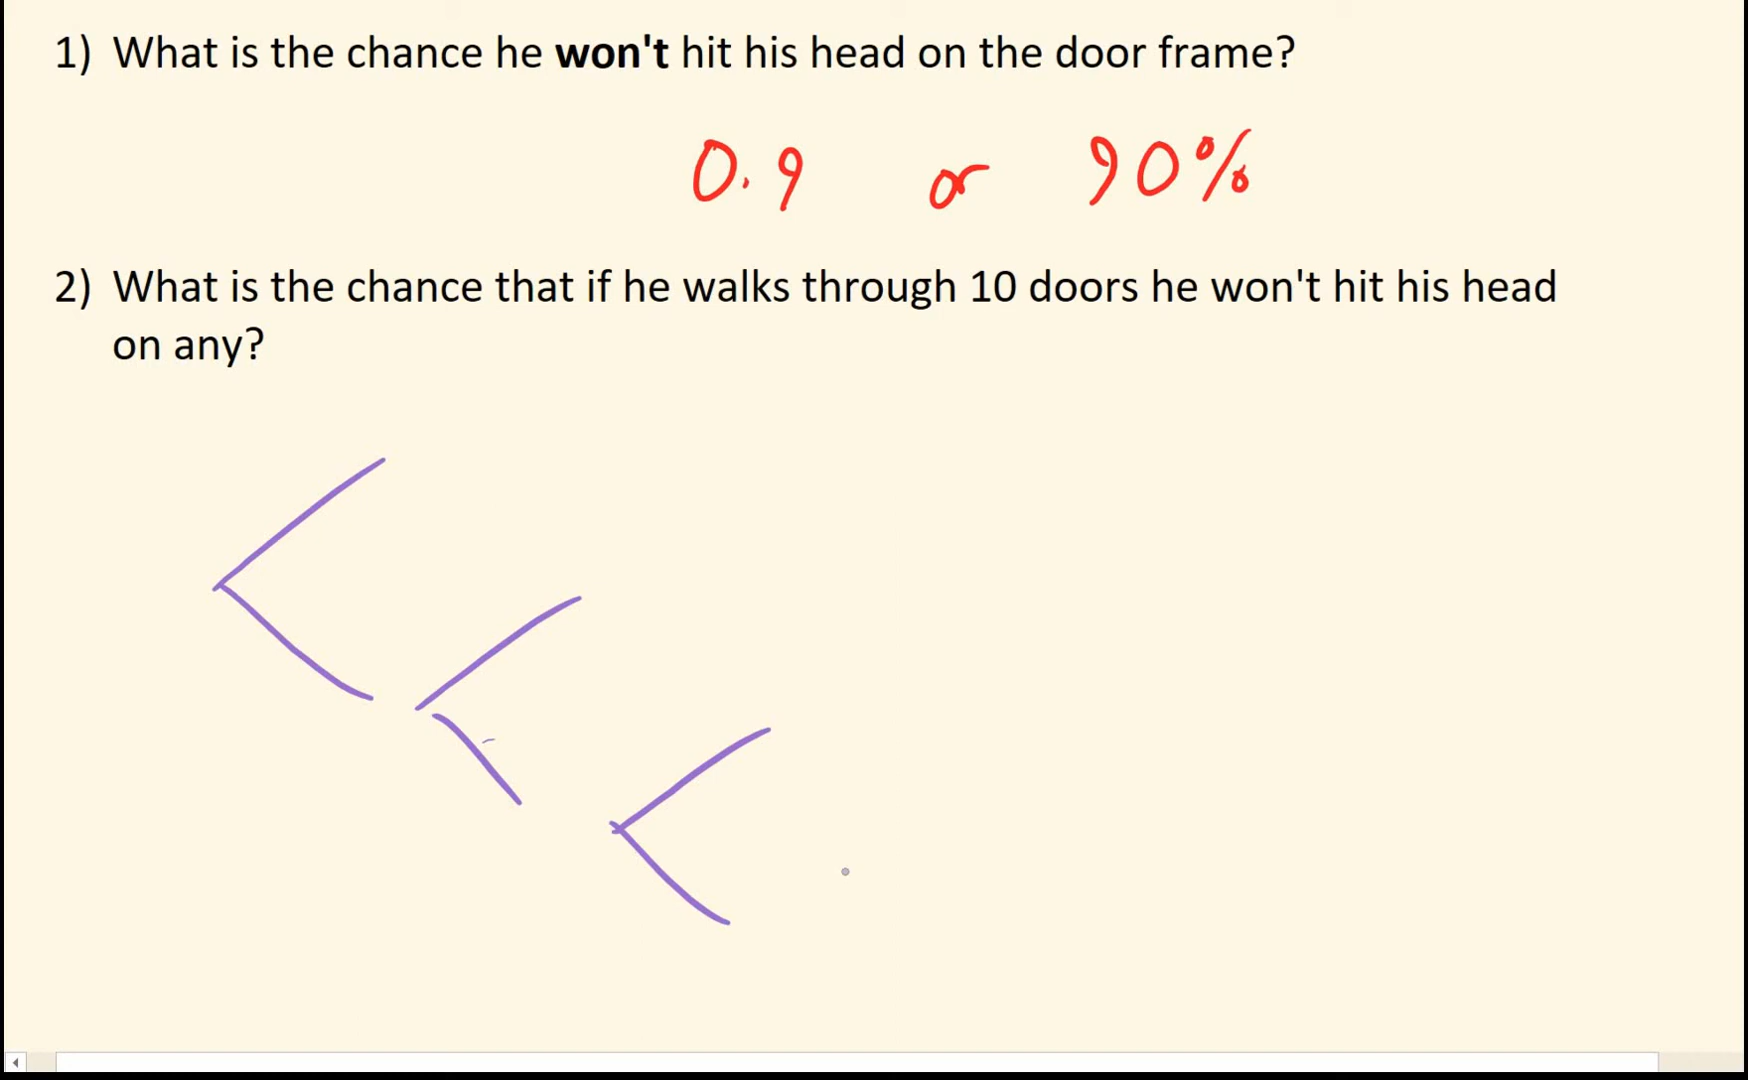 1) What is the chance he won't hit his head on the door frame?
0.9 or 90%
2) What is the chance that if he walks through 10 doors he won't hit his head
on any?